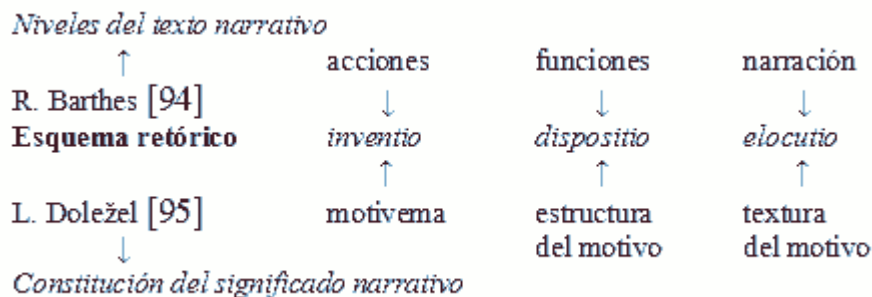 Niveles del texto narrativo
↑ acciones funciones narración
R. Barthes [94] ↓ ↓ ↓
Esquema retórico inventio dispositio elocutio
↑ ↑ ↑
L. Doležel [95] motivema estructura textura
↓ del motivo del motivo
Constitución del significado narrativo